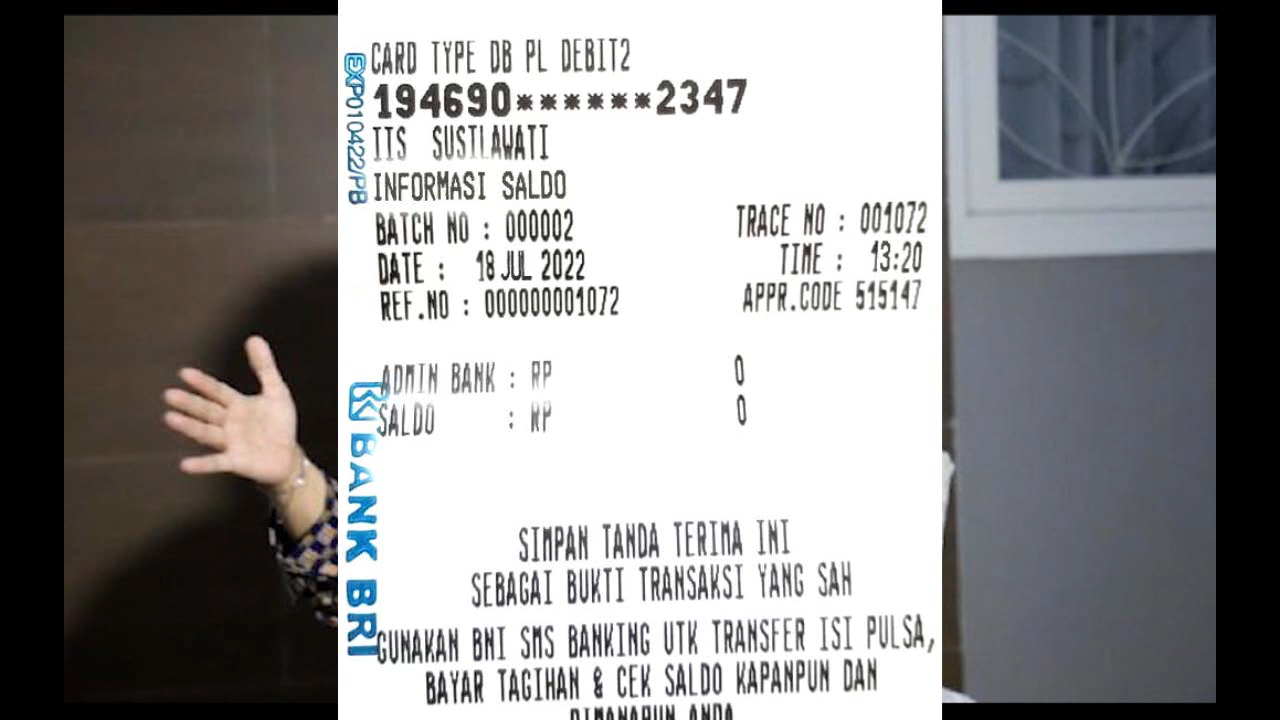 CARD TYPE DB PL DEBIT2
194690******2347
IIS SUSILAWATI
INFORMASI SALDO
BATCH NO : 000002 TRACE NO : 001072
DATE : 18 JUL 2022 TIME : 13:20
REF.NO : 000000001072 APPR.CODE 515147
ADMIN BANK : RP 0
SALDO : RP 0
SIMPAN TANDA TERIMA INI
SEBAGAI BUKTI TRANSAKSI YANG SAH
GUNAKAN BNI SMS BANKING UTK TRANSFER ISI PULSA,
BAYAR TAGIHAN & CEK SALDO KAPANPUN DAN
DIMANAPUN ANDA
EXP010422/PB
BANK BRI